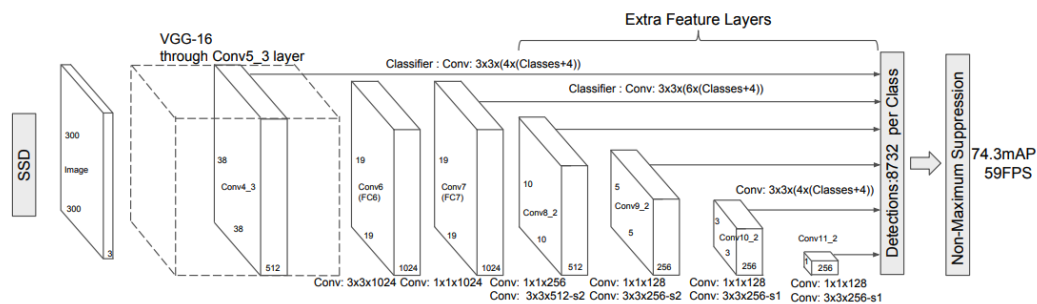 Extra Feature Layers
VGG-16
through Conv5_3 layer
Classifier : Conv: 3x3x(4x(Classes+4))
Classifier : Conv: 3x3x(6x(Classes+4))
SSD
300
Image
300
3
38
Conv4_3
38
512
19
Conv6
(FC6)
19
1024
19
Conv7
(FC7)
19
1024
10
Conv8_2
10
512
5
Conv9_2
5
256
Conv: 3x3x(4x(Classes+4))
3
Conv10_2
3
256
Conv11_2
1
256
Detections:8732 per Class
Non-Maximum Suppression
74.3mAP
59FPS
Conv: 3x3x1024
Conv: 1x1x1024
Conv: 1x1x256
Conv: 3x3x512-s2
Conv: 1x1x128
Conv: 3x3x256-s2
Conv: 1x1x128
Conv: 3x3x256-s1
Conv: 1x1x128
Conv: 3x3x256-s1